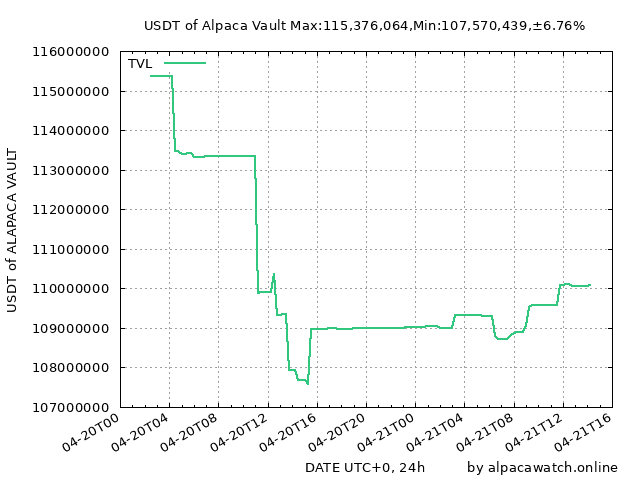 USDT of Alpaca Vault Max:115,376,064,Min:107,570,439,±6.76%
TVL
116000000
115000000
114000000
113000000
112000000
111000000
110000000
109000000
108000000
107000000
USDT of ALAPACA VAULT
04-20T00
04-20T04
04-20T08
04-20T12
04-20T16
04-20T20
04-21T00
04-21T04
04-21T08
04-21T12
04-21T16
DATE UTC+0, 24h
by alpacawatch.online